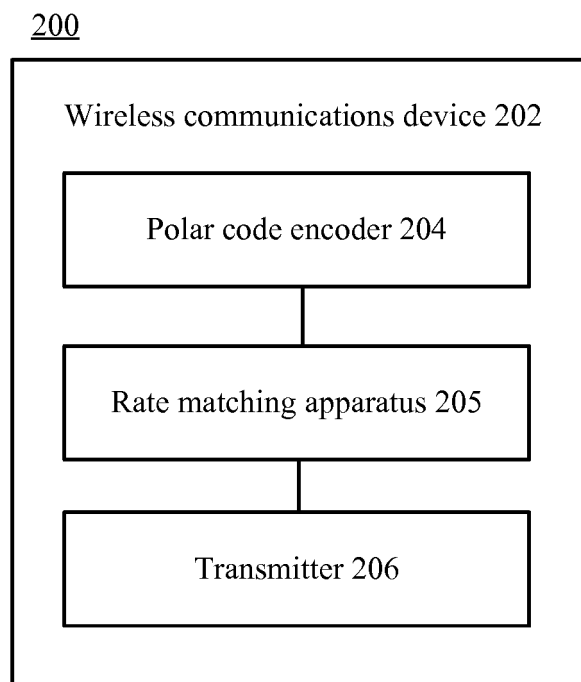 200
Wireless communications device 202
Polar code encoder 204
Rate matching apparatus 205
Transmitter 206